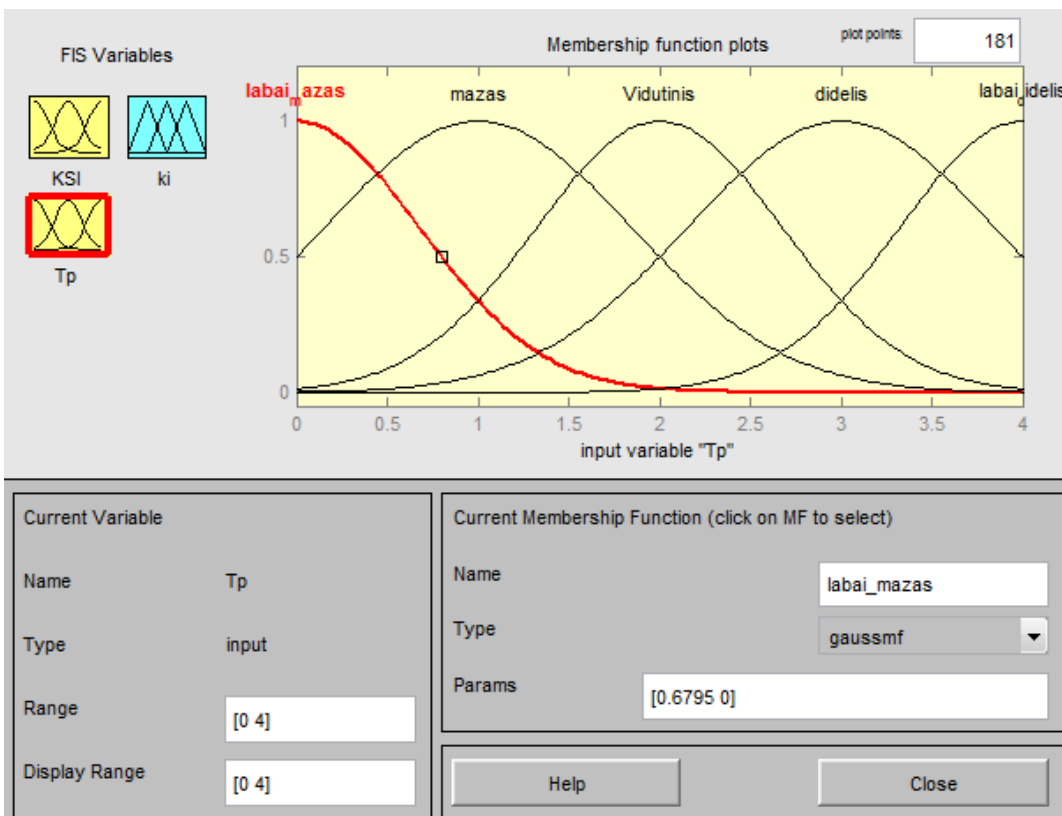 FIS Variables
KSI
ki
Tp
Membership function plots
plot points:
181
labai_mazas
mazas
Vidutinis
didelis
labai_didelis
1
0.5
0
0
0.5
1
1.5
2
2.5
3
3.5
4
input variable "Tp"
Current Variable
Name
Tp
Type
input
Range
[0 4]
Display Range
[0 4]
Current Membership Function (click on MF to select)
Name
labai_mazas
Type
gaussmf
Params
[0.6795 0]
Help
Close